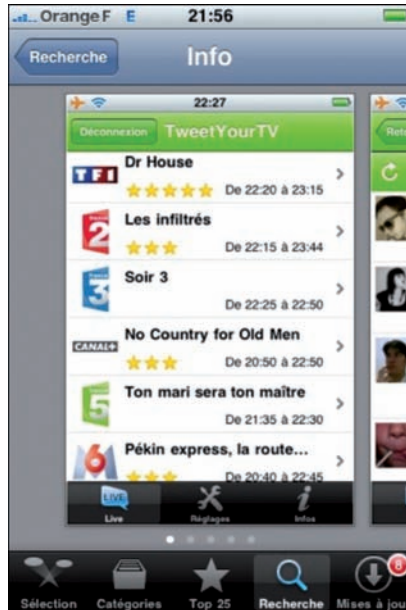 Orange F E 21:56
Recherche Info
22:27
Déconnexion TweetYourTV
Retou
TF1
Dr House
De 22:20 à 23:15
2
Les infiltrés
De 22:15 à 23:44
3
Soir 3
De 22:25 à 22:50
CANAL+
No Country for Old Men
De 20:50 à 22:50
5
Ton mari sera ton maître
De 21:35 à 22:30
M6
Pékin express, la route...
De 20:40 à 22:45
LIVE
Live Réglages Infos
8
Sélection Catégories Top 25 Recherche Mises à jour